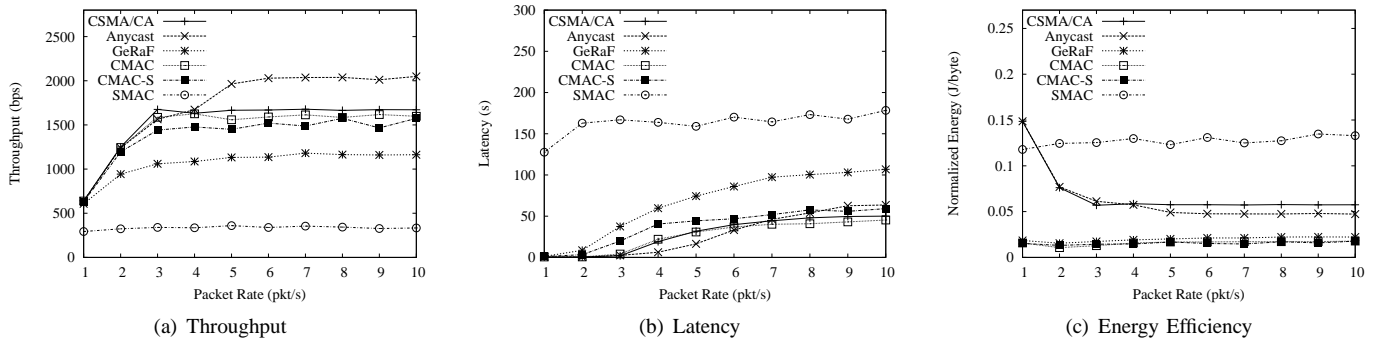 2500
2000
1500
1000
500
0
Throughput (bps)
CSMA/CA
Anycast
GeRaF
CMAC
CMAC-S
SMAC
1 2 3 4 5 6 7 8 9 10
Packet Rate (pkt/s)
(a) Throughput
300
250
200
150
100
50
0
Latency (s)
CSMA/CA
Anycast
GeRaF
CMAC
CMAC-S
SMAC
1 2 3 4 5 6 7 8 9 10
Packet Rate (pkt/s)
(b) Latency
0.27
0.2
0.15
0.1
0.05
0
Normalized Energy (J/byte)
CSMA/CA
Anycast
GeRaF
CMAC
CMAC-S
SMAC
1 2 3 4 5 6 7 8 9 10
Packet Rate (pkt/s)
(c) Energy Efficiency